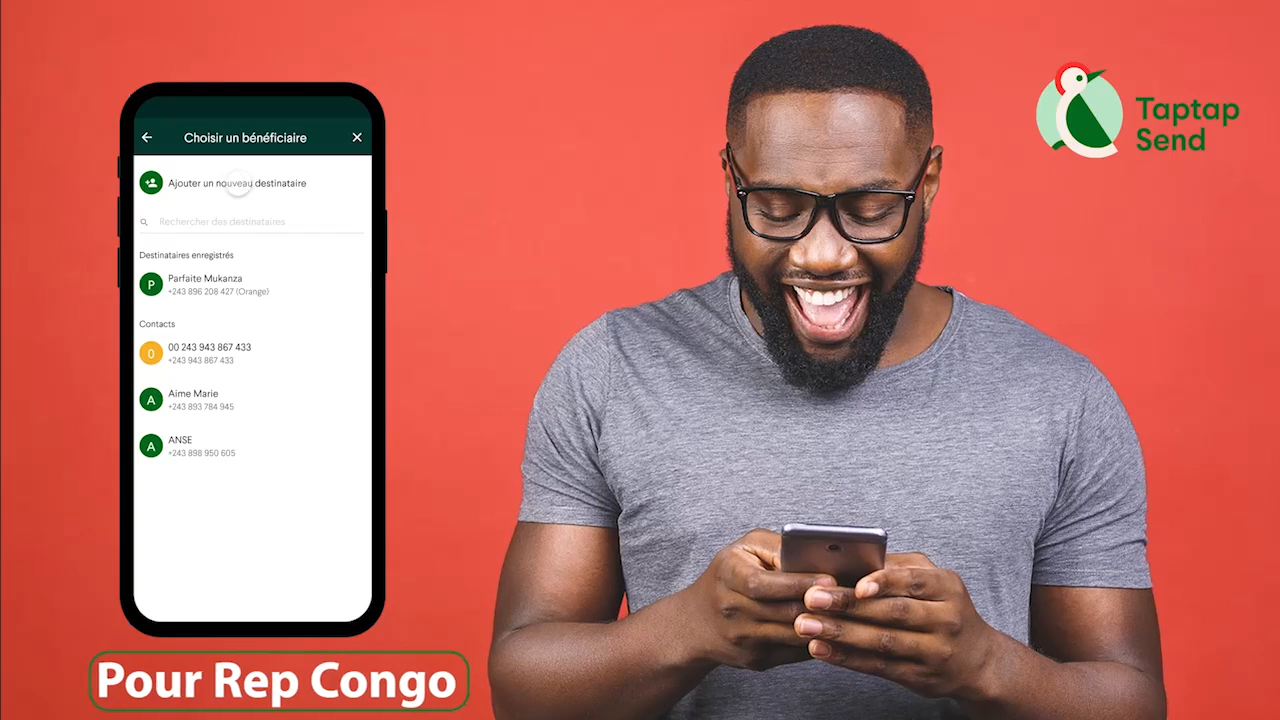 Choisir un bénéficiaire
Ajouter un nouveau destinataire
Rechercher des destinataires
Destinataires enregistrés
P
Parfaite Mukanza
+243 896 208 427 (Orange)
Contacts
0
00 243 943 867 433
+243 943 867 433
A
Aime Marie
+243 893 784 945
A
ANSE
+243 898 950 605
Pour Rep Congo
Taptap
Send